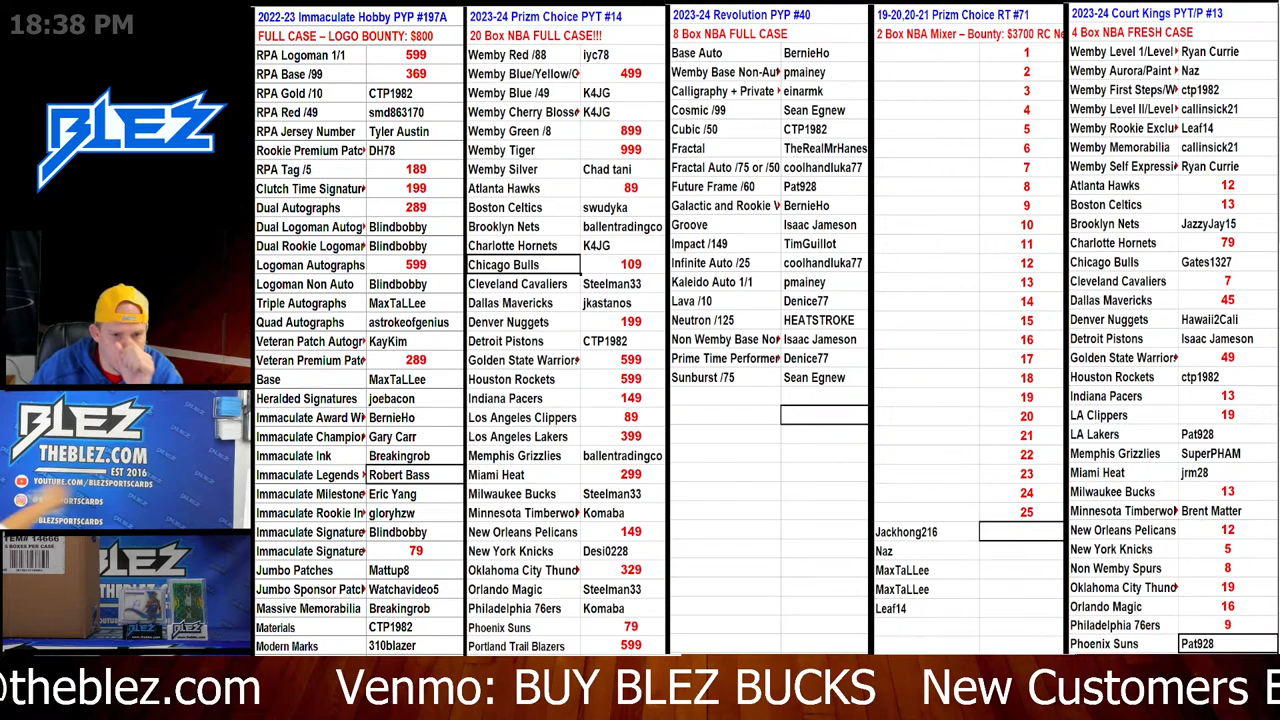 18:38 PM
BLEZ
BLEZ
THEBLEZ.COM
EST 2016
YOUTUBE.COM/BLEZSPORTSCARDS
BLEZSPORTSCARDS
ITEM# 14666
BOXES PER CASE
2022-23 Immaculate Hobby PYP #197A
FULL CASE – LOGO BOUNTY: $800
RPA Logoman 1/1 599
RPA Base /99 369
RPA Gold /10 CTP1982
RPA Red /49 smd863170
RPA Jersey Number Tyler Austin
Rookie Premium Patc DH78
RPA Tag /5 189
Clutch Time Signatur 199
Dual Autographs 289
Dual Logoman Autog Blindbobby
Dual Rookie Logomar Blindbobby
Logoman Autographs 599
Logoman Non Auto Blindbobby
Triple Autographs MaxTaLLee
Quad Autographs astrokeofgenius
Veteran Patch Autogr KayKim
Veteran Premium Pat 289
Base MaxTaLLee
Heralded Signatures joebacon
Immaculate Award W BernieHo
Immaculate Champio Gary Carr
Immaculate Ink Breakingrob
Immaculate Legends Robert Bass
Immaculate Milestone Eric Yang
Immaculate Rookie In gloryhzw
Immaculate Signature Blindbobby
Immaculate Signature 79
Jumbo Patches Mattup8
Jumbo Sponsor Patc Watchavideo5
Massive Memorabilia Breakingrob
Materials CTP1982
Modern Marks 310blazer
2023-24 Prizm Choice PYT #14
20 Box NBA FULL CASE!!!
Wemby Red /88 iyc78
Wemby Blue/Yellow/G 499
Wemby Blue /49 K4JG
Wemby Cherry Blosso K4JG
Wemby Green /8 899
Wemby Tiger 999
Wemby Silver Chad tani
Atlanta Hawks 89
Boston Celtics swudyka
Brooklyn Nets ballentradingco
Charlotte Hornets K4JG
Chicago Bulls 109
Cleveland Cavaliers Steelman33
Dallas Mavericks jkastanos
Denver Nuggets 199
Detroit Pistons CTP1982
Golden State Warrior 599
Houston Rockets 599
Indiana Pacers 149
Los Angeles Clippers 89
Los Angeles Lakers 399
Memphis Grizzlies ballentradingco
Miami Heat 299
Milwaukee Bucks Steelman33
Minnesota Timberwo Komaba
New Orleans Pelicans 149
New York Knicks Desi0228
Oklahoma City Thund 329
Orlando Magic Steelman33
Philadelphia 76ers Komaba
Phoenix Suns 79
Portland Trail Blazers 599
2023-24 Revolution PYP #40
8 Box NBA FULL CASE
Base Auto BernieHo
Wemby Base Non-Au pmainey
Calligraphy + Private einarmk
Cosmic /99 Sean Egnew
Cubic /50 CTP1982
Fractal TheRealMrHanes
Fractal Auto /75 or /50 coolhandluka77
Future Frame /60 Pat928
Galactic and Rookie V BernieHo
Groove Isaac Jameson
Impact /149 TimGuillot
Infinite Auto /25 coolhandluka77
Kaleido Auto 1/1 pmainey
Lava /10 Denice77
Neutron /125 HEATSTROKE
Non Wemby Base Nor Isaac Jameson
Prime Time Performer Denice77
Sunburst /75 Sean Egnew
19-20,20-21 Prizm Choice RT #71
2 Box NBA Mixer – Bounty: $3700 RC Ne
1
2
3
4
5
6
7
8
9
10
11
12
13
14
15
16
17
18
19
20
21
22
23
24
25
Jackhong216
Naz
MaxTaLLee
MaxTaLLee
Leaf14
2023-24 Court Kings PYT/P #13
4 Box NBA FRESH CASE
Wemby Level 1/Level Ryan Currie
Wemby Aurora/Paint Naz
Wemby First Steps/W ctp1982
Wemby Level II/Level callinsick21
Wemby Rookie Exclu Leaf14
Wemby Memorabilia callinsick21
Wemby Self Expressi Ryan Currie
Atlanta Hawks 12
Boston Celtics 13
Brooklyn Nets JazzyJay15
Charlotte Hornets 79
Chicago Bulls Gates1327
Cleveland Cavaliers 7
Dallas Mavericks 45
Denver Nuggets Hawaii2Cali
Detroit Pistons Isaac Jameson
Golden State Warrior 49
Houston Rockets ctp1982
Indiana Pacers 13
LA Clippers 19
LA Lakers Pat928
Memphis Grizzlies SuperPHAM
Miami Heat jrm28
Milwaukee Bucks 13
Minnesota Timberwo Brent Matter
New Orleans Pelicans 12
New York Knicks 5
Non Wemby Spurs 8
Oklahoma City Thund 19
Orlando Magic 16
Philadelphia 76ers 9
Phoenix Suns Pat928
@theblez.com Venmo: BUY BLEZ BUCKS New Customers E